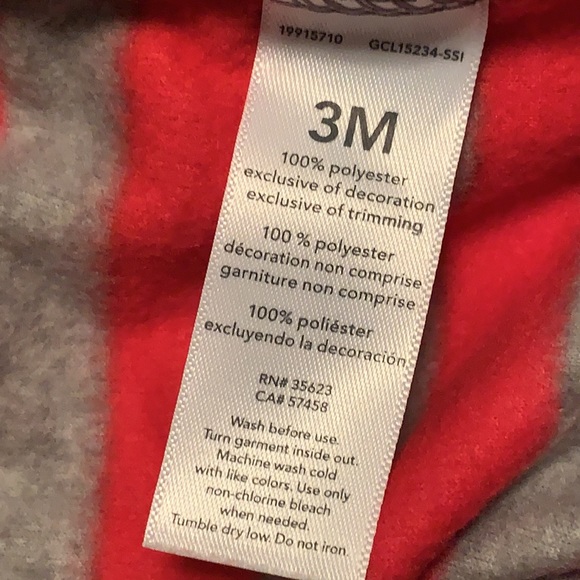 19915710 GCL15234-SSI
3M
100% polyester
exclusive of decoration
exclusive of trimming
100 % polyester
décoration non comprise
garniture non comprise
100% poliéster
excluyendo la decoración
RN# 35623
CA# 57458
Wash before use.
Turn garment inside out.
Machine wash cold
with like colors. Use only
non-chlorine bleach
when needed.
Tumble dry low. Do not iron.